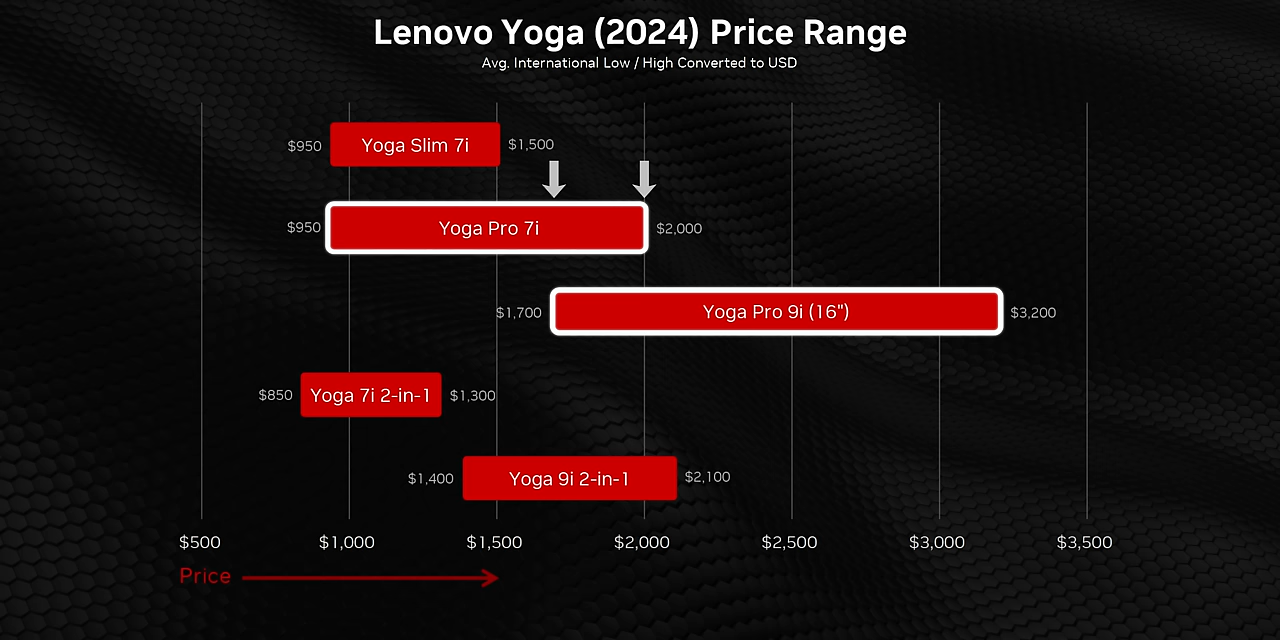 Lenovo Yoga (2024) Price Range
Avg. International Low / High Converted to USD
$950 Yoga Slim 7i $1,500
$950 Yoga Pro 7i $2,000
$1,700 Yoga Pro 9i (16") $3,200
$850 Yoga 7i 2-in-1 $1,300
$1,400 Yoga 9i 2-in-1 $2,100
$500 $1,000 $1,500 $2,000 $2,500 $3,000 $3,500
Price